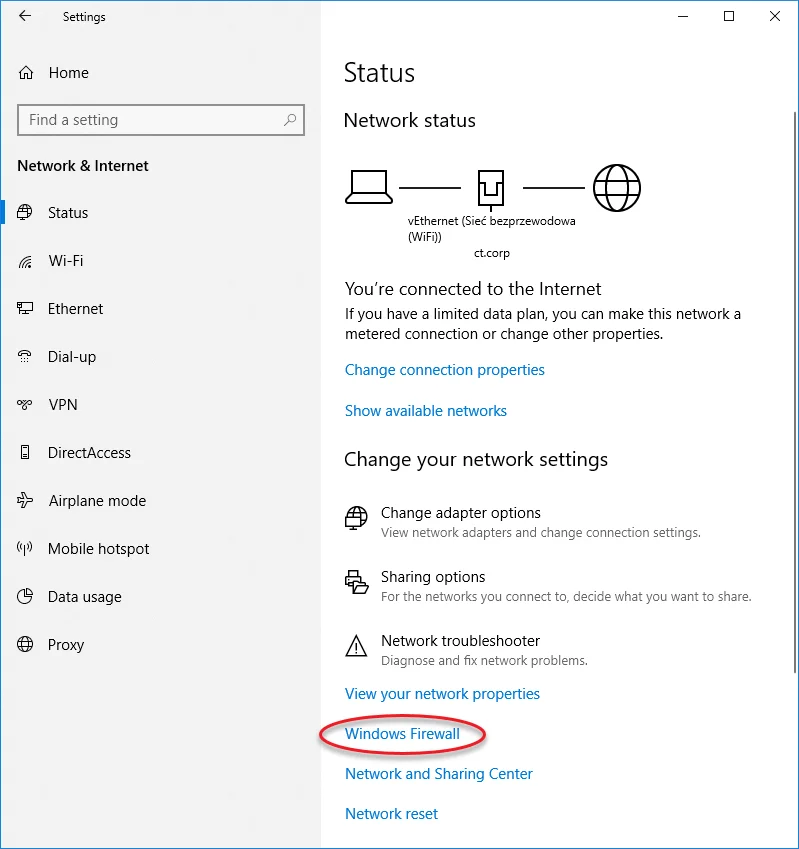 Settings
Home
Find a setting
Network & Internet
Status
Wi-Fi
Ethernet
Dial-up
VPN
DirectAccess
Airplane mode
Mobile hotspot
Data usage
Proxy
Status
Network status
vEthernet (Sieć bezprzewodowa
(WiFi))
ct.corp
You're connected to the Internet
If you have a limited data plan, you can make this network a
metered connection or change other properties.
Change connection properties
Show available networks
Change your network settings
Change adapter options
View network adapters and change connection settings.
Sharing options
For the networks you connect to, decide what you want to share.
Network troubleshooter
Diagnose and fix network problems.
View your network properties
Windows Firewall
Network and Sharing Center
Network reset